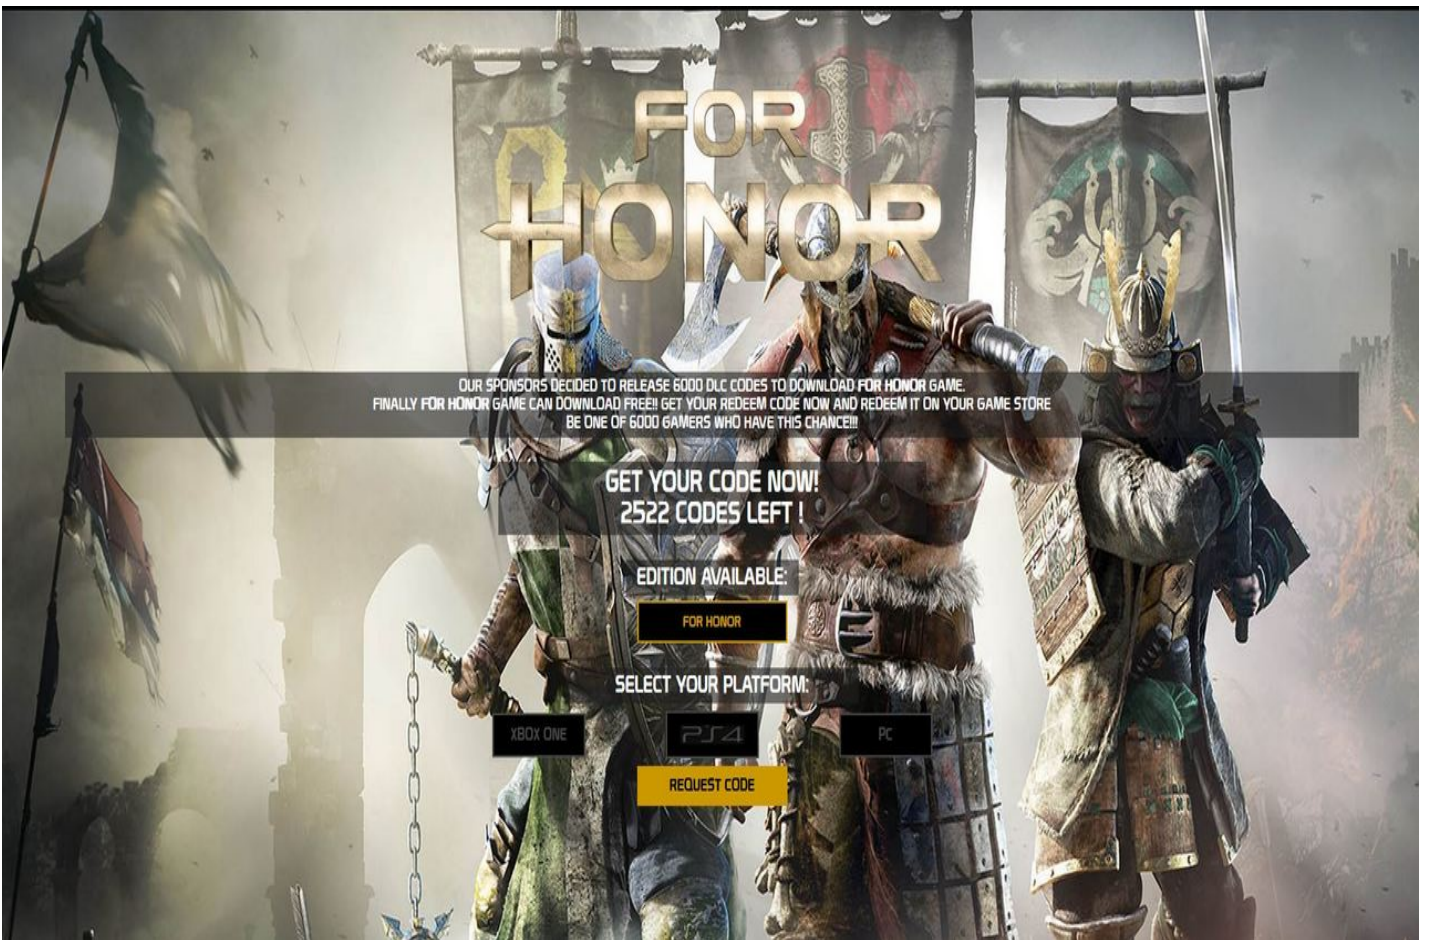 FOR
HONOR
OUR SPONSORS DECIDED TO RELEASE 6000 DLC CODES TO DOWNLOAD FOR HONOR GAME.
FINALLY FOR HONOR GAME CAN DOWNLOAD FREE!! GET YOUR REDEEM CODE NOW AND REDEEM IT ON YOUR GAME STORE
BE ONE OF 6000 GAMERS WHO HAVE THIS CHANCE!!!
GET YOUR CODE NOW!
2522 CODES LEFT !
EDITION AVAILABLE:
FOR HONOR
SELECT YOUR PLATFORM:
XBOX ONE PS4 PC
REQUEST CODE